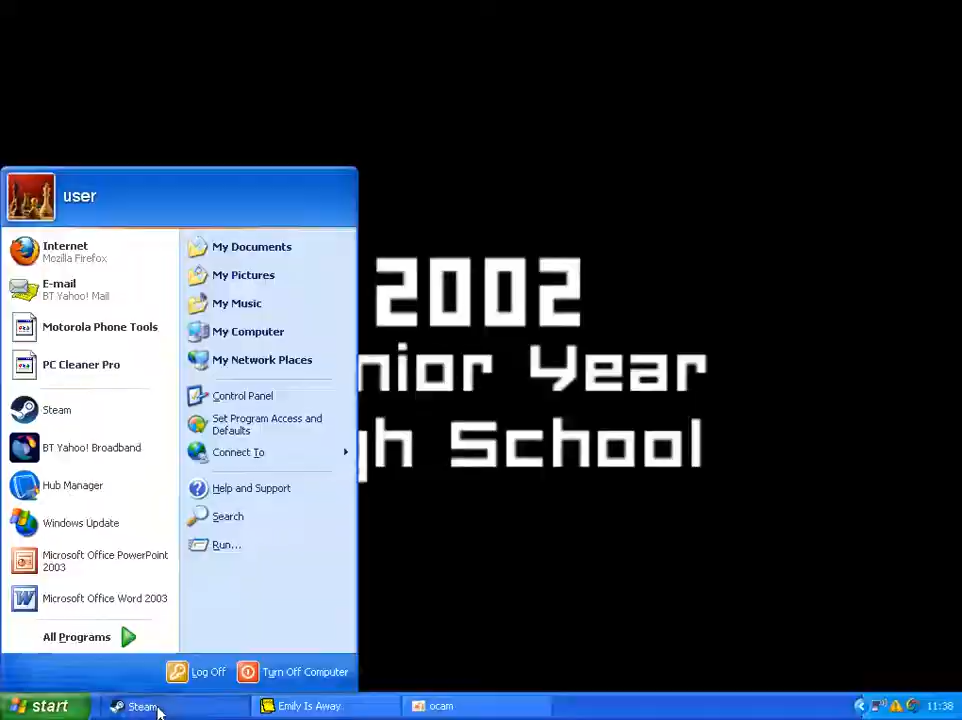 user
Internet
Mozilla Firefox
E-mail
BT Yahoo! Mail
Motorola Phone Tools
PC Cleaner Pro
Steam
BT Yahoo! Broadband
Hub Manager
Windows Update
Microsoft Office PowerPoint
2003
Microsoft Office Word 2003
All Programs
My Documents
My Pictures
My Music
My Computer
My Network Places
Control Panel
Set Program Access and
Defaults
Connect To
Help and Support
Search
Run...
Log Off
Turn Off Computer
2002
nior Year
gh School
start
Steam
Emily Is Away
ocam
11:38